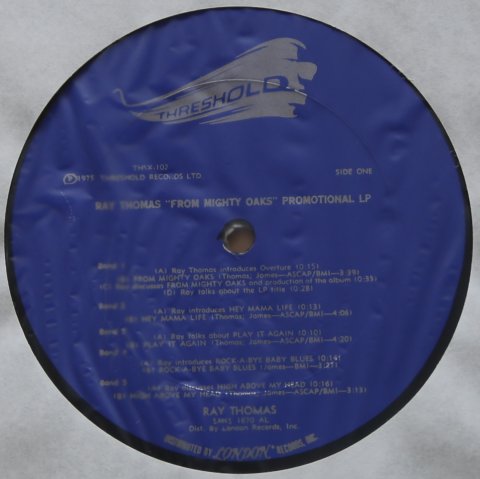 THRESHOLD
THSX-102
Ⓟ1975 THRESHOLD RECORDS LTD.
SIDE ONE
RAY THOMAS "FROM MIGHTY OAKS" PROMOTIONAL LP
Band 1
(A) Ray Thomas introduces Overture (0:15)
(B) FROM MIGHTY OAKS (Thomas; James—ASCAP/BMI—3:39)
(C) Ray discusses FROM MIGHTY OAKS and production of the album (0:35)
(D) Ray talks about the LP title (0:28)
Band 2
(A) Ray introduces HEY MAMA LIFE (0:13)
(B) HEY MAMA LIFE (Thomas; James—ASCAP/BMI—4:06)
Band 3
(A) Ray talks about PLAY IT AGAIN (0:10)
(B) PLAY IT AGAIN (Thomas; James—ASCAP/BMI—4:20)
Band 4
(A) Ray introduces ROCK-A-BYE BABY BLUES (0:14)
(B) ROCK-A-BYE BABY BLUES (Thomas; James—BMI—3:
Band 5
(A) Ray discusses HIGH ABOVE MY HEAD (0:16)
(B) HIGH ABOVE MY HEAD (Thomas; James—ASCAP/BMI—3:13)
RAY THOMAS
SMKS 1870 AL
Dist. By London Records, Inc.
DISTRIBUTED BY LONDON RECORDS, INC.